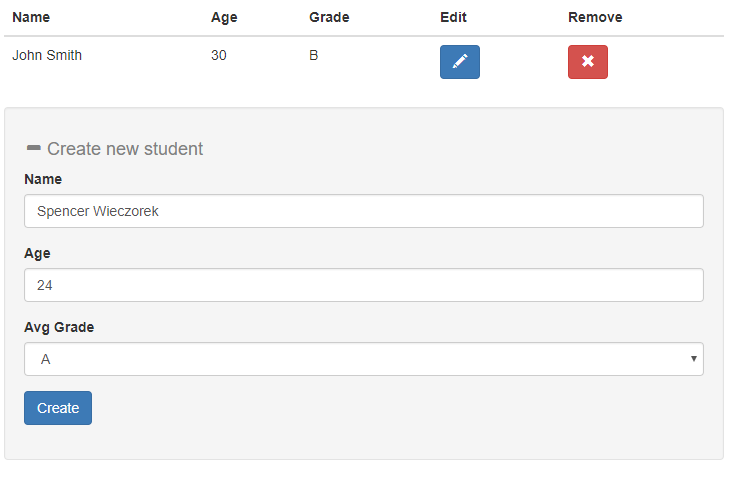 Name Age Grade Edit Remove
John Smith 30 B
Create new student
Name
Spencer Wieczorek
Age
24
Avg Grade
A
Create